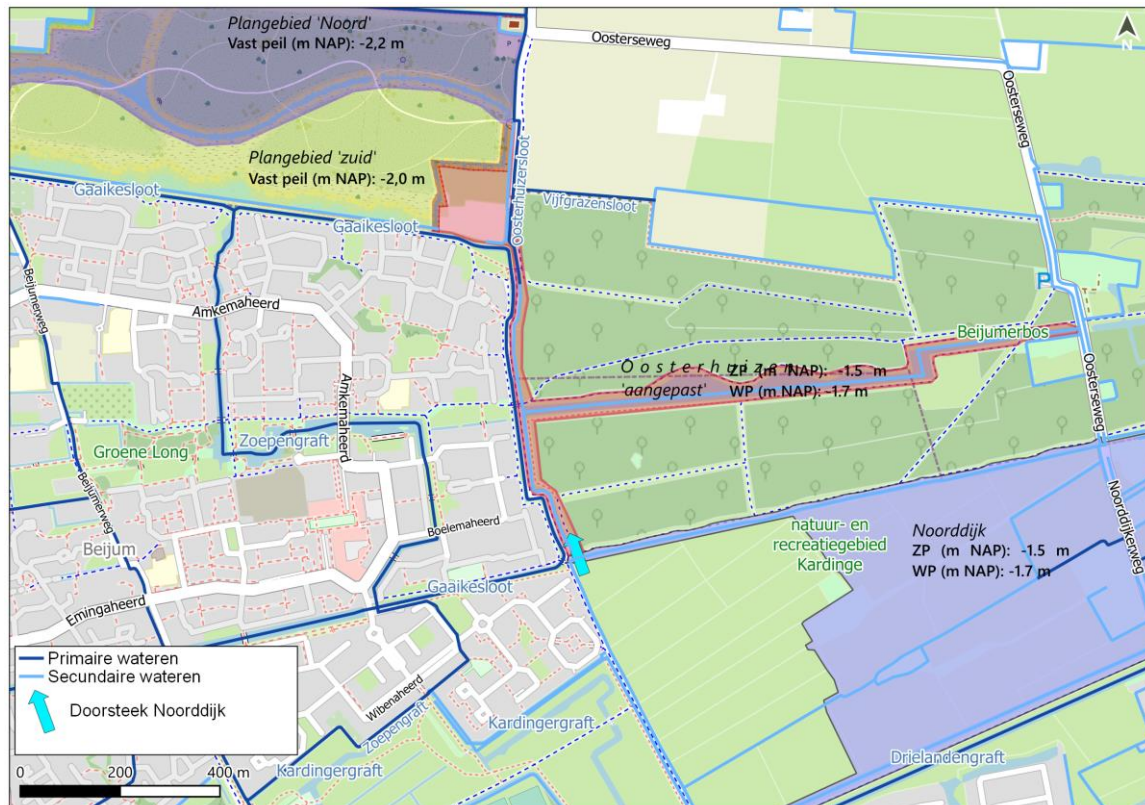 Plangebied 'Noord'
Vast peil (m NAP): -2,2 m
P
Oosterseweg
N
Oosterseweg
Plangebied 'zuid'
Vast peil (m NAP): -2,0 m
Gaaikesloot
Gaaikesloot
Oosterhuizersloot
Vijfgrazensloot
Beijumerweg
Amkemaheerd
Amkemaheerd
P
Beijumerbos
Oosterhuizen
'aangepast'
ZP (m NAP): -1.5 m
WP (m NAP): -1.7 m
Oosterseweg
Groene Long
Zoepengraft
Beijumerweg
Beijum
Boelemaheerd
natuur- en
recreatiegebied
Kardinge
Noorddijk
ZP (m NAP): -1.5 m
WP (m NAP): -1.7 m
Noorddijkerweg
Gaaikesloot
Emingaheerd
Wibenaheerd
Zoepengraft
Kardingergraft
Kardingergraft
Drielandengraft
Primaire wateren
Secundaire wateren
Doorsteek Noorddijk
0 200 400 m